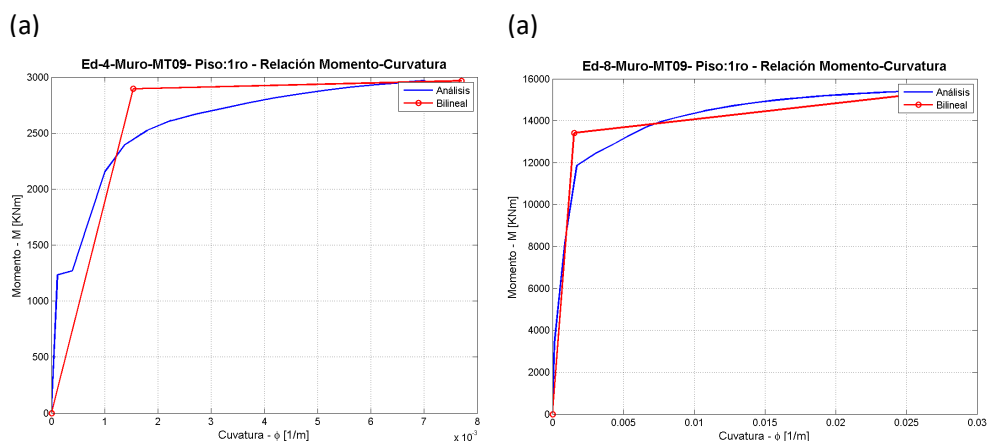 (a)
Ed-4-Muro-MT09- Piso:1ro - Relación Momento-Curvatura
Momento - M [KNm]
3000
2500
2000
1500
1000
500
0
0 1 2 3 4 5 6 7 8
x 10⁻³
Cuvatura - ϕ [1/m]
Análisis
Bilineal
(a)
Ed-8-Muro-MT09- Piso:1ro - Relación Momento-Curvatura
Momento - M [KNm]
16000
14000
12000
10000
8000
6000
4000
2000
0
0 0.005 0.01 0.015 0.02 0.025 0.03
Cuvatura - ϕ [1/m]
Análisis
Bilineal